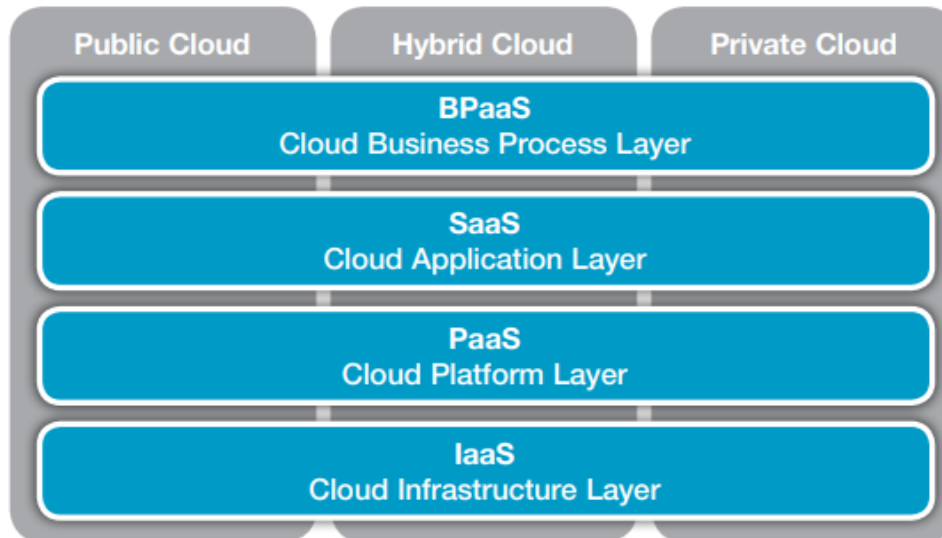 Public Cloud
Hybrid Cloud
Private Cloud
BPaaS
Cloud Business Process Layer
SaaS
Cloud Application Layer
PaaS
Cloud Platform Layer
IaaS
Cloud Infrastructure Layer